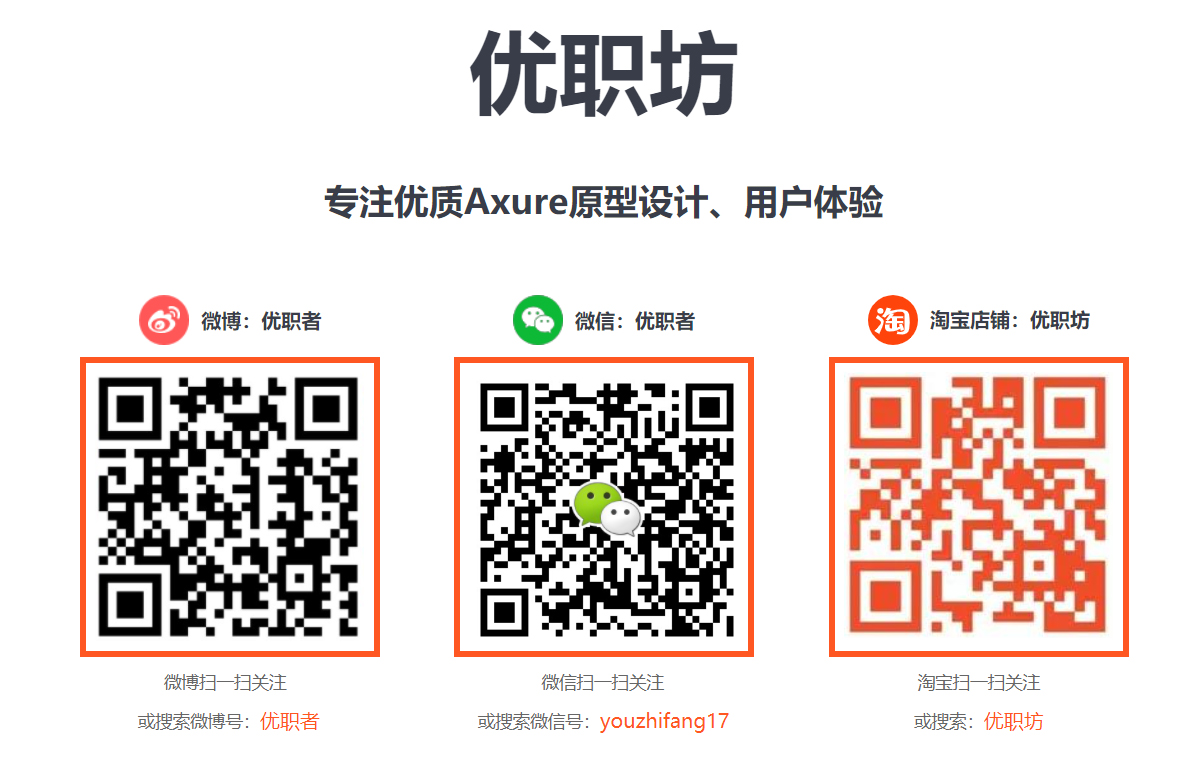 优职坊
专注优质Axure原型设计、用户体验
微博：优职者
微信：优职者
淘
淘宝店铺：优职坊
微博扫一扫关注
微信扫一扫关注
淘宝扫一扫关注
或搜索微博号：优职者
或搜索微信号：youzhifang17
或搜索：优职坊